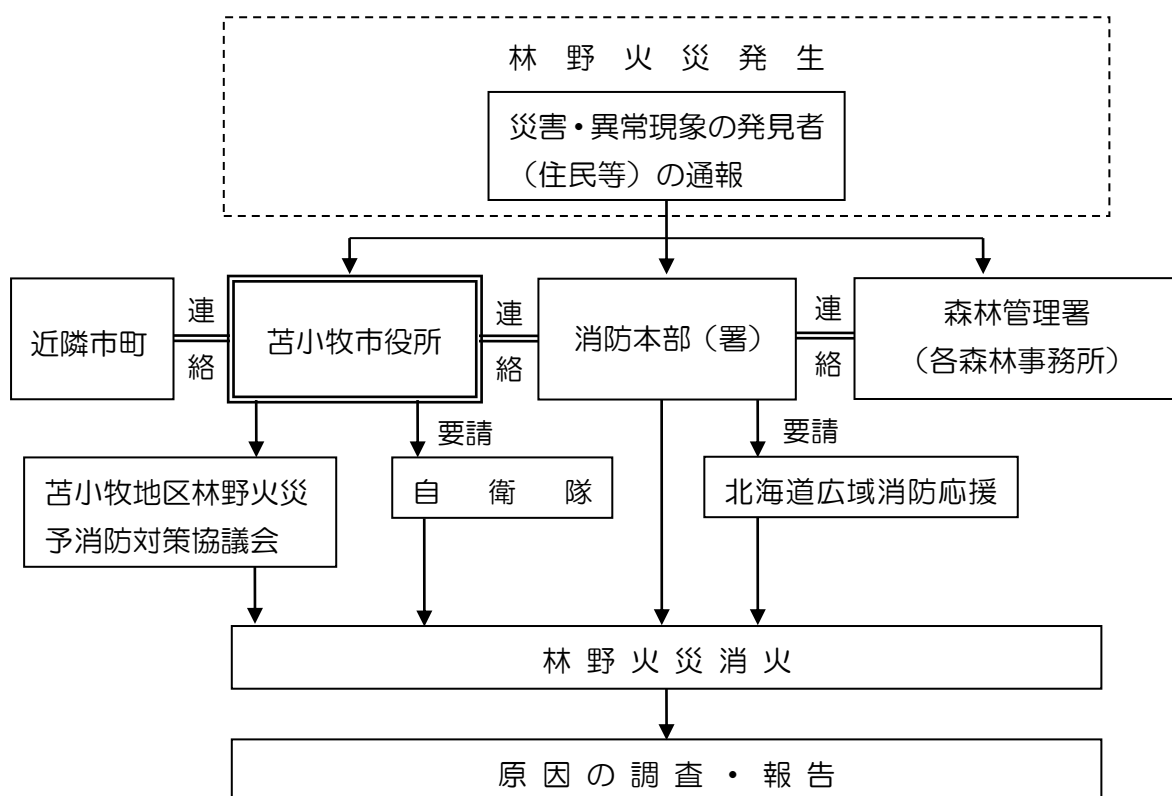 林野火災発生
災害・異常現象の発見者
（住民等）の通報
近隣市町
連
絡
苫小牧市役所
連
絡
消防本部（署）
連
絡
森林管理署
（各森林事務所）
要請
要請
苫小牧地区林野火災
予消防対策協議会
自衛隊
北海道広域消防応援
林野火災消火
原因の調査・報告